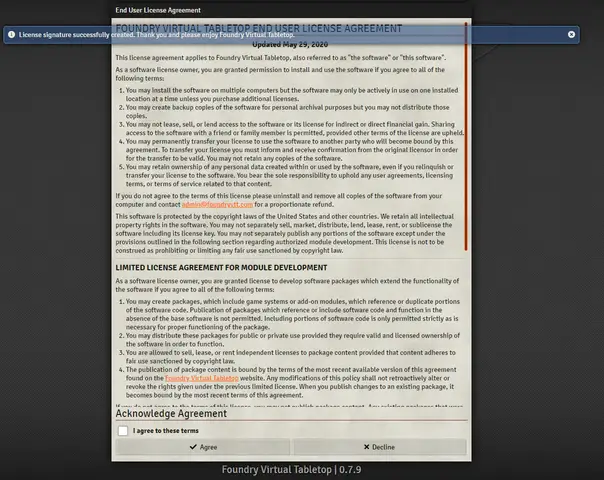 End User License Agreement
FOUNDRY VIRTUAL TABLETOP END USER LICENSE AGREEMENT
License signature successfully created. Thank you and please enjoy Foundry Virtual Tabletop.
Updated May 29, 2020
This license agreement applies to Foundry Virtual Tabletop, also referred to as "the software" or "this software".
As a software license owner, you are granted permission to install and use the software if you agree to all of the
following terms:
1. You may install the software on multiple computers but the software may only be actively in use on one installed
location at a time unless you purchase additional licenses.
2. You may create backup copies of the software for personal archival purposes but you may not distribute those
copies.
3. You may not lease, sell, or lend access to the software or its license for indirect or direct financial gain. Sharing
access to the software with a friend or family member is permitted, provided other terms of the license are upheld.
4. You may permanently transfer your license to use the software to another party who will become bound by this
agreement. To transfer your license you must inform and receive confirmation from the original licensor in order
for the transfer to be valid. You may not retain any copies of the software.
5. You may retain ownership of any personal data created within or used by the software, even if you relinquish or
transfer your license to the software. You bear the sole responsibility to uphold any user agreements, licensing
terms, or terms of service related to that content.
If you do not agree to the terms of this license please uninstall and remove all copies of the software from your
computer and contact admin@foundryvtt.com for a proportionate refund.
This software is protected by the copyright laws of the United States and other countries. We retain all intellectual
property rights in the software. You may not separately sell, market, distribute, lend, lease, rent, or sublicense the
software including its license key. You may not separately publish any portions of the software except under the
provisions outlined in the following section regarding authorized module development. This license is not to be
construed as prohibiting or limiting any fair use sanctioned by copyright law.
LIMITED LICENSE AGREEMENT FOR MODULE DEVELOPMENT
As a software license owner, you are granted license to develop software packages which extend the functionality of
the software if you agree to all of the following terms:
1. You may create packages, which include game systems or add-on modules, which reference or duplicate portions
of the software code. Publication of packages which reference or include software code and function in the
absence of the base software is not permitted. Including portions of software code is only permitted strictly as is
necessary for proper functioning of the package.
2. You may distribute these packages for public or private use provided they require valid and licensed ownership of
the software in order to function.
3. You are allowed to sell, lease, or rent independent licenses to package content provided that content adheres to
fair use sanctioned by copyright law.
4. The publication of package content is bound by the terms of the most recent available version of this agreement
found on the Foundry Virtual Tabletop website. Any modifications of this policy shall not retroactively alter or
revoke the rights given under the previous limited license. When you publish changes to an existing package, it
becomes bound by the most recent terms of this agreement.
Acknowledge Agreement
I agree to these terms
Agree
Decline
Foundry Virtual Tabletop | 0.7.9